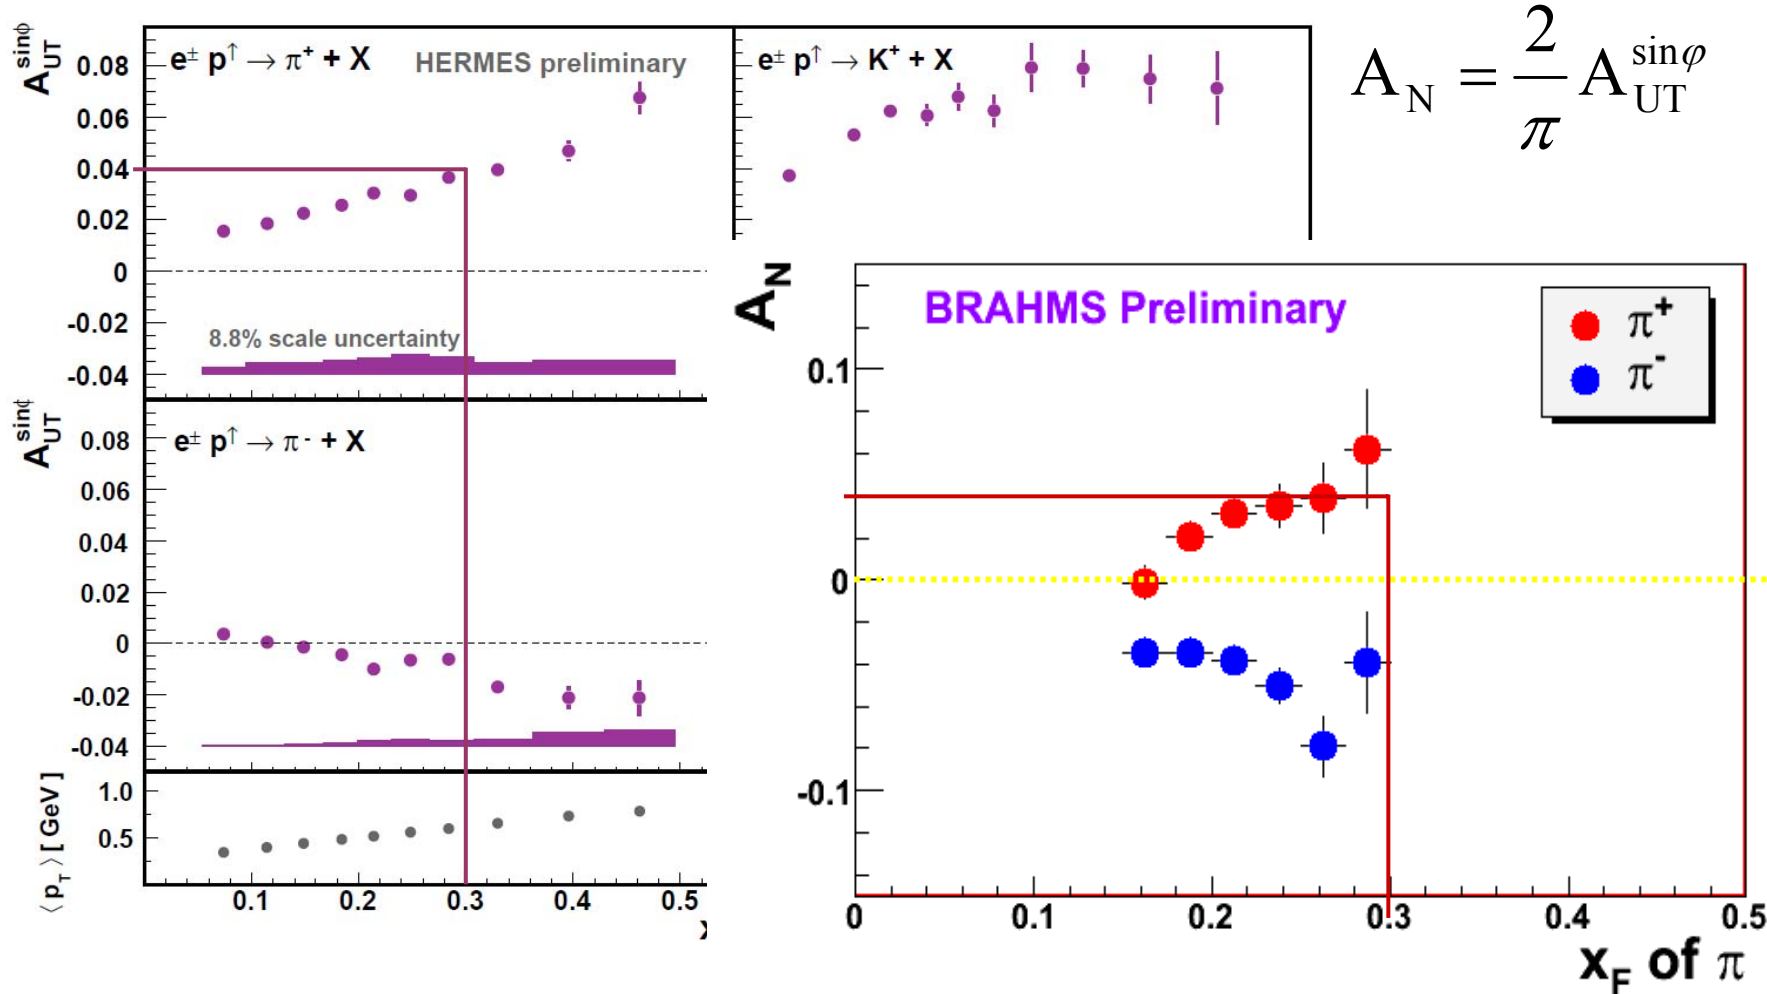 A_UT^sinϕ
e± p↑ → π+ + X
HERMES preliminary
0.08
0.06
0.04
0.02
0
-0.02
-0.04
8.8% scale uncertainty
e± p↑ → K+ + X
A_N = 2/π A_UT^sinφ
A_UT^sinϕ
e± p↑ → π- + X
0.08
0.06
0.04
0.02
0
-0.02
-0.04
⟨p_T⟩ [GeV]
1.0
0.5
0.1 0.2 0.3 0.4 0.5
A_N
BRAHMS Preliminary
π+
π-
0.1
0
-0.1
0 0.1 0.2 0.3 0.4 0.5
x_F of π